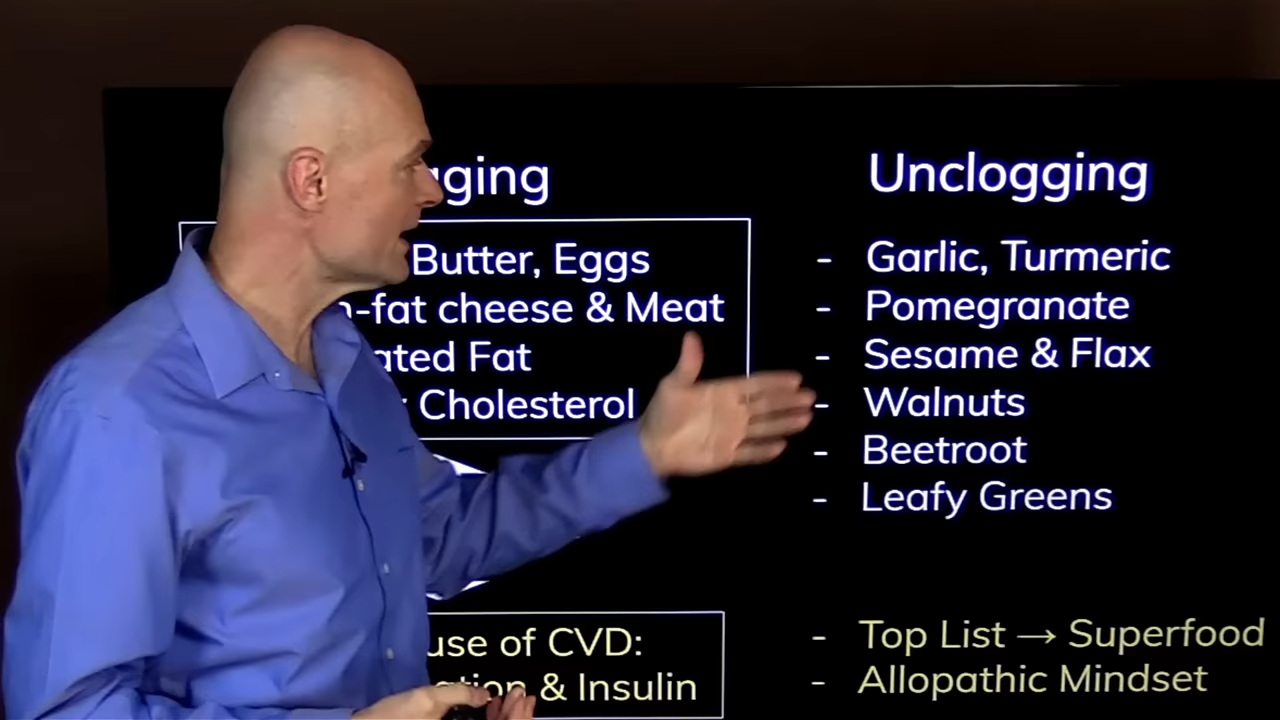 Unclogging
Butter, Eggs
-fat cheese & Meat
Fat
Cholesterol
- Garlic, Turmeric
- Pomegranate
- Sesame & Flax
- Walnuts
- Beetroot
- Leafy Greens
of CVD:
& Insulin
- Top List → Superfood
- Allopathic Mindset